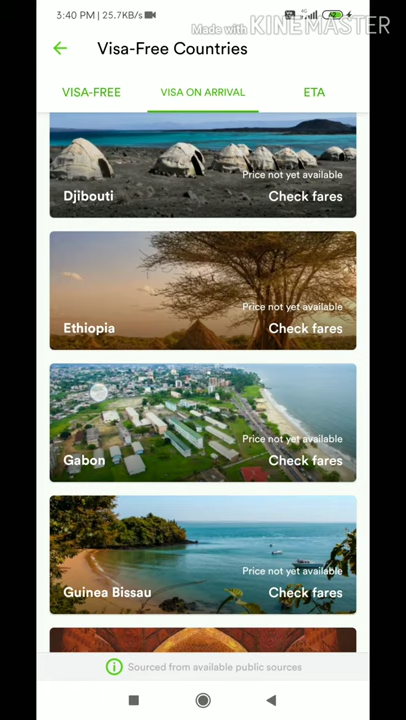 3:40 PM | 25.7KB/s
4G
42
Made with KINEMASTER
Visa-Free Countries
VISA-FREE
VISA ON ARRIVAL
ETA
Price not yet available
Djibouti
Check fares
Price not yet available
Ethiopia
Check fares
Price not yet available
Gabon
Check fares
Price not yet available
Guinea Bissau
Check fares
Sourced from available public sources